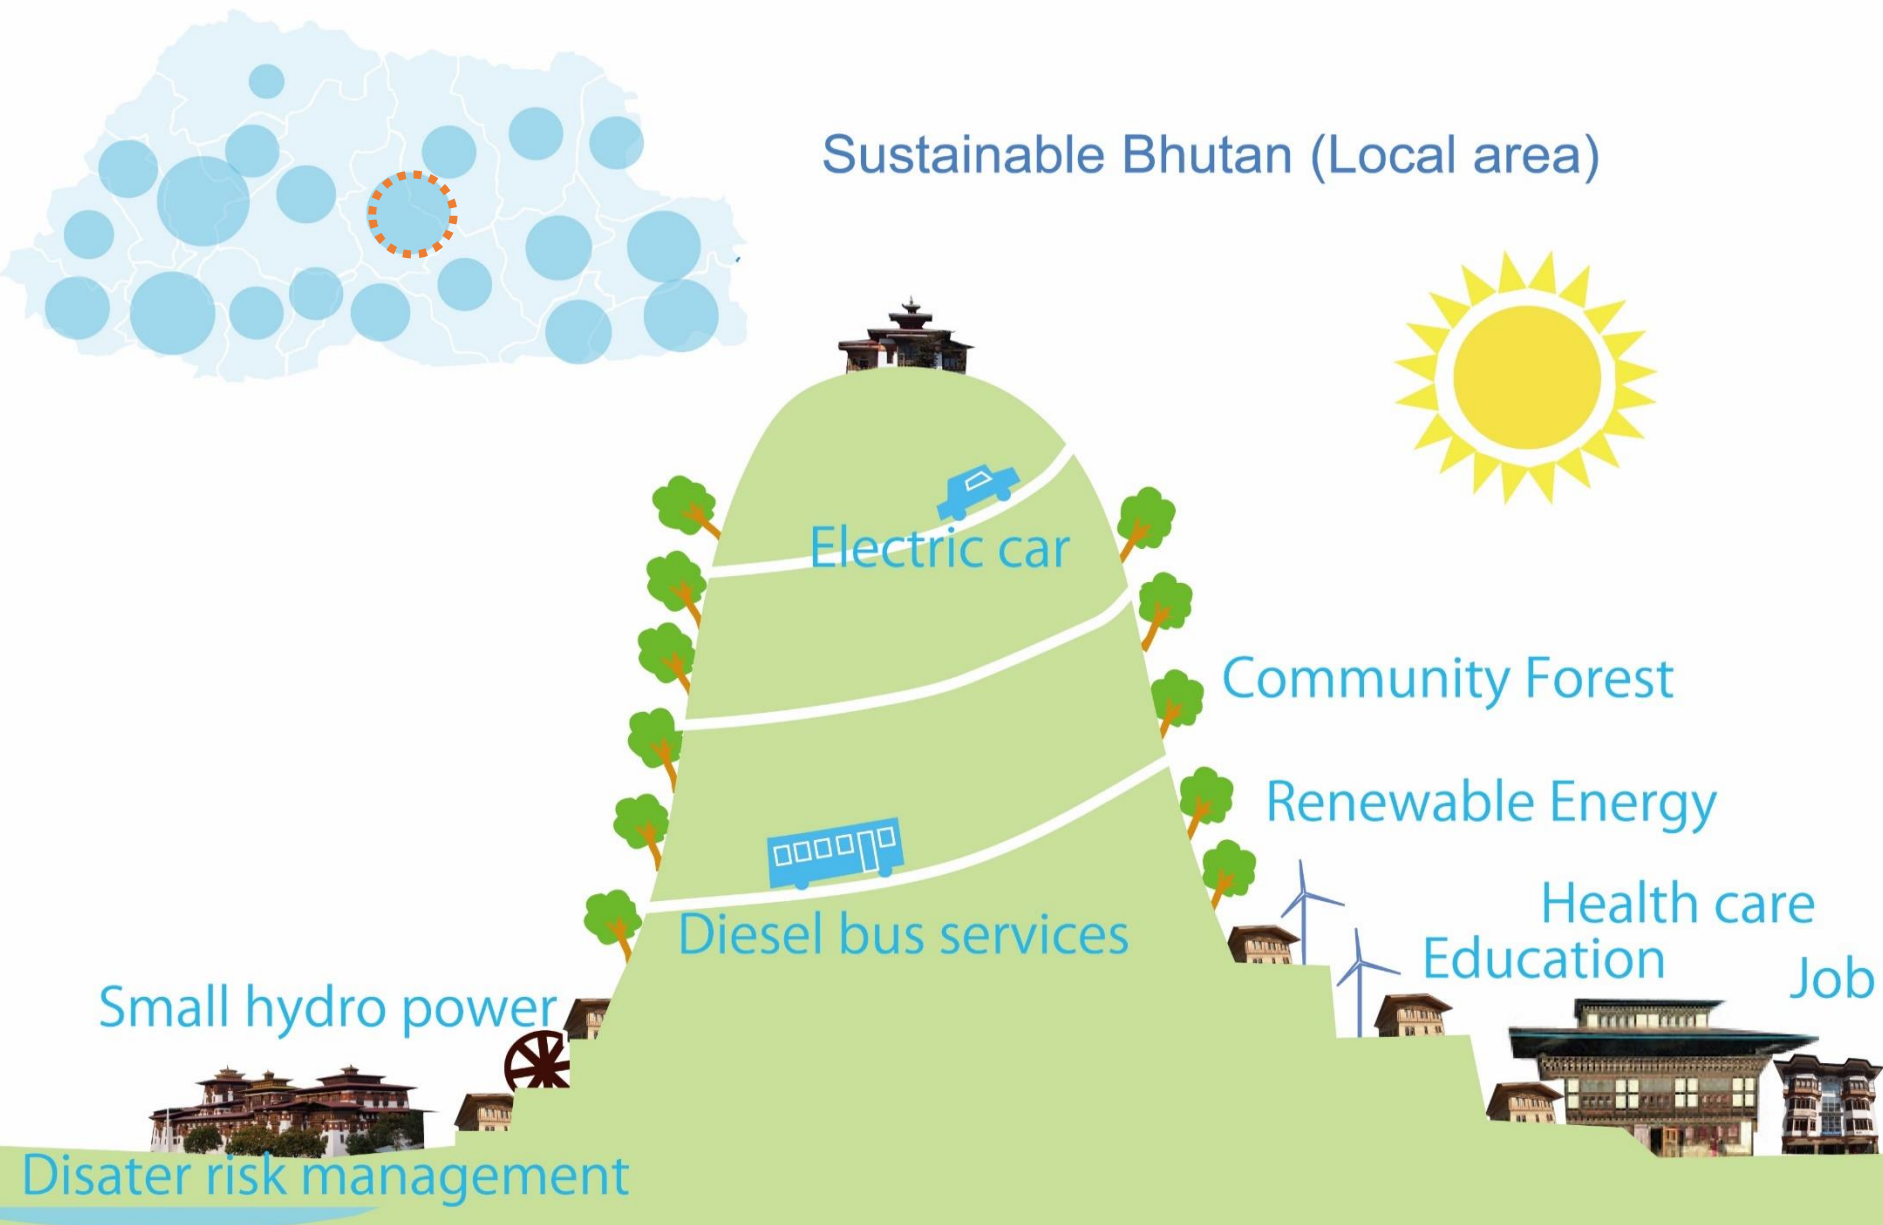 Sustainable Bhutan (Local area)
Electric car
Community Forest
Renewable Energy
Health care
Diesel bus services
Education
Job
Small hydro power
Disater risk management